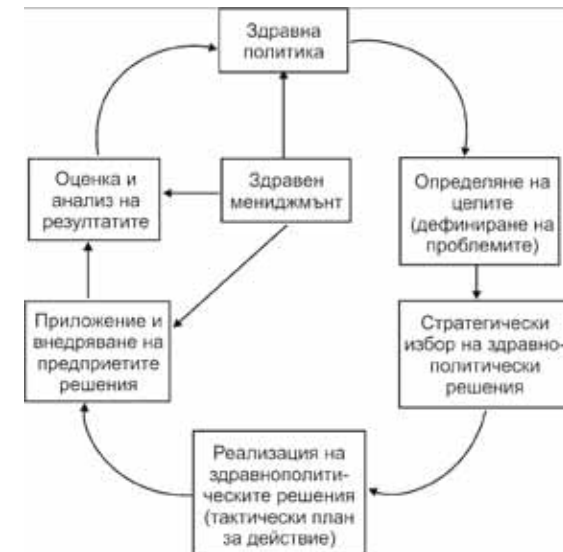 Здравна
политика
Оценка и
анализ на
резултатите
Здравен
мениджмънт
Определяне на
целите
(дефиниране на
проблемите)
Приложение и
внедряване на
предприетите
решения
Стратегически
избор на здравно-
политически
решения
Реализация на
здравнополити-
ческите решения
(тактически план
за действие)